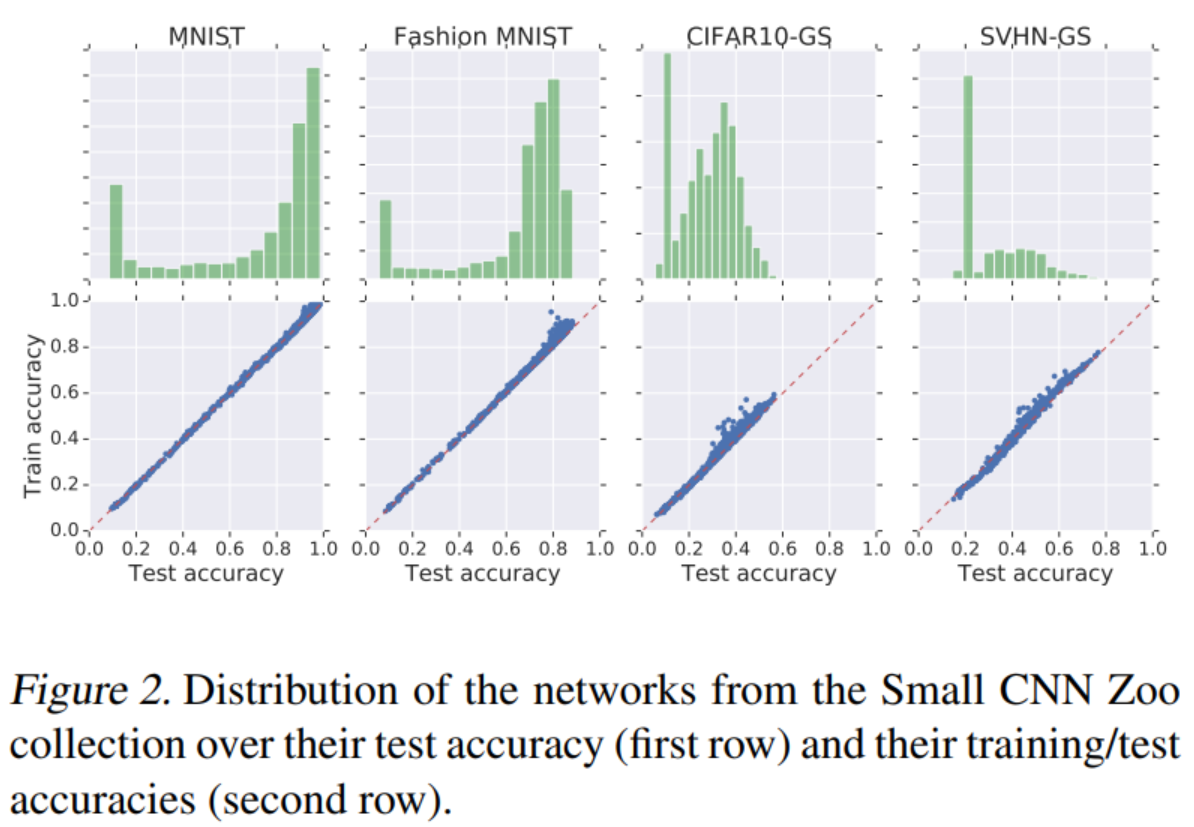 MNIST Fashion MNIST CIFAR10-GS SVHN-GS
Train accuracy
1.0
0.8
0.6
0.4
0.2
0.0
0.0 0.2 0.4 0.6 0.8 1.0 0.0 0.2 0.4 0.6 0.8 1.0 0.0 0.2 0.4 0.6 0.8 1.0 0.0 0.2 0.4 0.6 0.8 1.0
Test accuracy Test accuracy Test accuracy Test accuracy
Figure 2. Distribution of the networks from the Small CNN Zoo
collection over their test accuracy (first row) and their training/test
accuracies (second row).